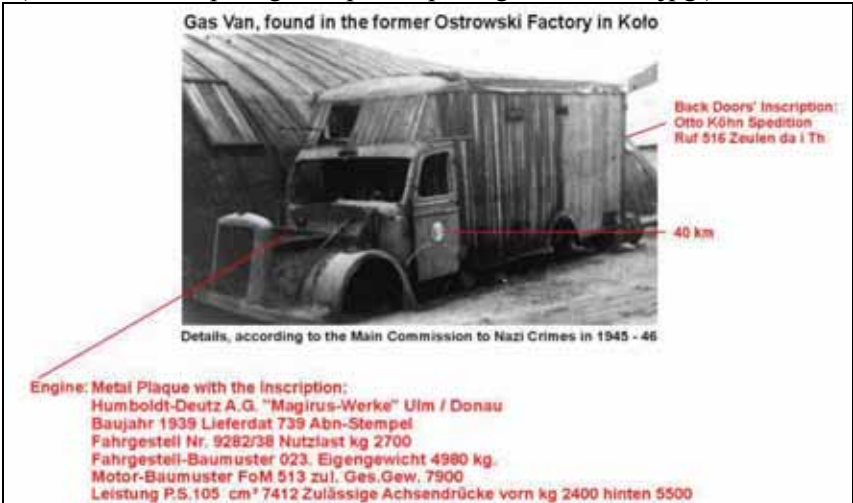 Gas Van, found in the former Ostrowski Factory in Koło
Back Doors' Inscription:
Otto Köhn Spedition
Ruf 516 Zeulen da i Th
40 km
Details, according to the Main Commission to Nazi Crimes in 1945 - 46
Engine: Metal Plaque with the Inscription:
Humboldt-Deutz A.G. "Magirus-Werke" Ulm / Donau
Baujahr 1939 Lieferdat 739 Abn-Stempel
Fahrgestell Nr. 9282/38 Nutzlast kg 2700
Fahrgestell-Baumuster 023. Eigengewicht 4980 kg.
Motor-Baumuster FoM 513 zul. Ges.Gew. 7900
Leistung P.S.105 cm³ 7412 Zulässige Achsendrücke vorn kg 2400 hinten 5500